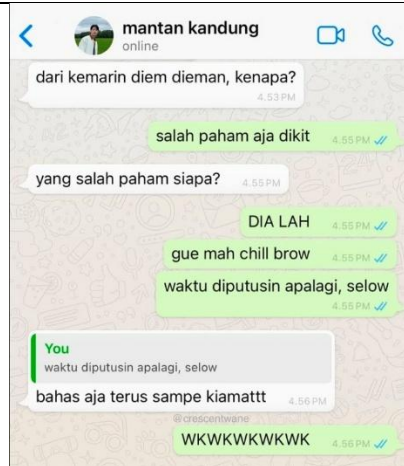 mantan kandung
online
dari kemarin diem dieman, kenapa?
4.53 PM
salah paham aja dikit 4.55 PM
yang salah paham siapa? 4.55 PM
DIA LAH 4.55 PM
gue mah chill brow 4.55 PM
waktu diputusin apalagi, selow
4.55 PM
You
waktu diputusin apalagi, selow
bahas aja terus sampe kiamattt 4.56 PM
@crescentwane
WKWKWKWKWK 4.56 PM